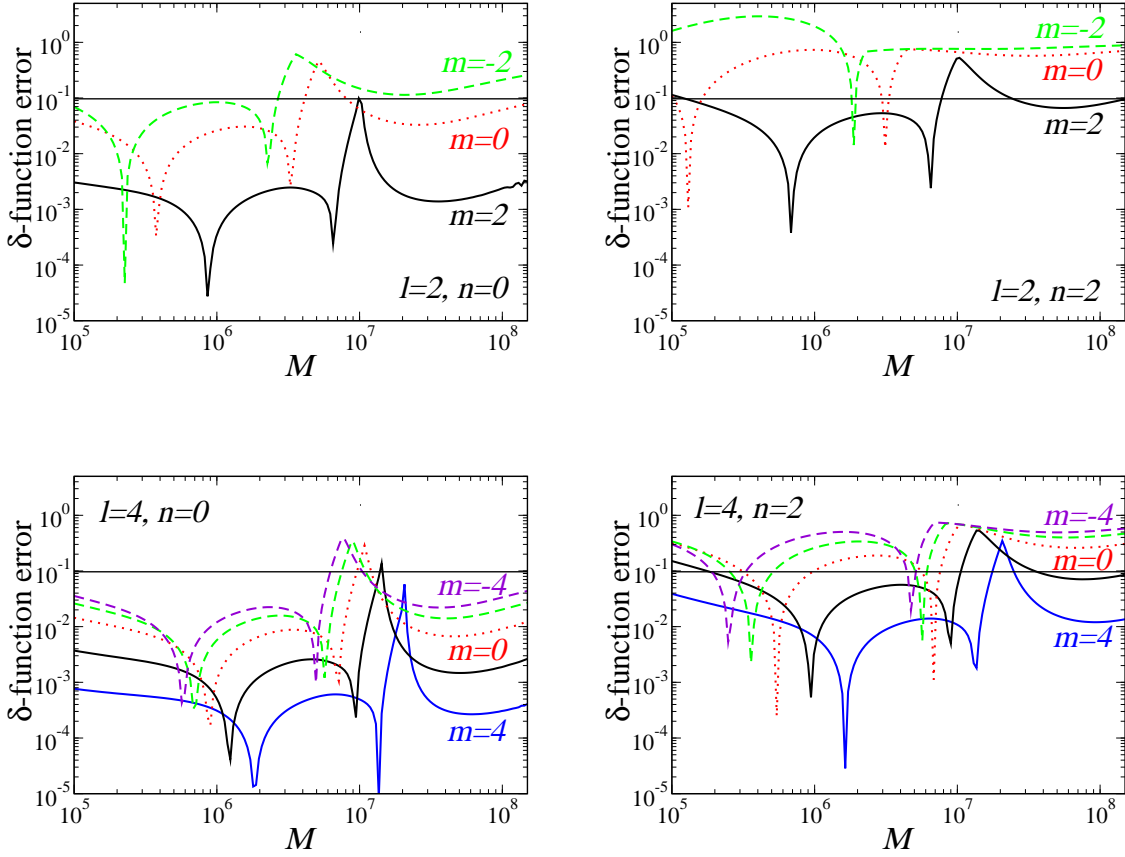 δ-function error
10^0
10^-1
10^-2
10^-3
10^-4
10^-5
m=-2
m=0
m=2
l=2, n=0
10^5
10^6
10^7
10^8
M
δ-function error
10^0
10^-1
10^-2
10^-3
10^-4
10^-5
m=-2
m=0
m=2
l=2, n=2
10^5
10^6
10^7
10^8
M
δ-function error
10^0
10^-1
10^-2
10^-3
10^-4
10^-5
l=4, n=0
m=-4
m=0
m=4
10^5
10^6
10^7
10^8
M
δ-function error
10^0
10^-1
10^-2
10^-3
10^-4
10^-5
l=4, n=2
m=-4
m=0
m=4
10^5
10^6
10^7
10^8
M